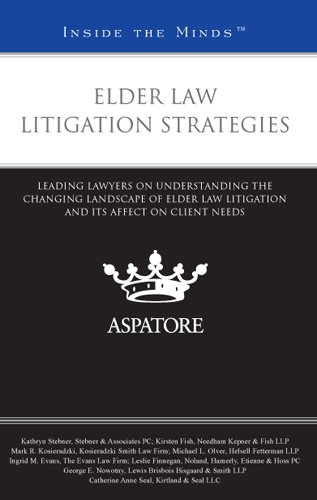 INSIDE THE MINDS™
ELDER LAW
LITIGATION STRATEGIES
LEADING LAWYERS ON UNDERSTANDING THE
CHANGING LANDSCAPE OF ELDER LAW LITIGATION
AND ITS AFFECT ON CLIENT NEEDS
ASPATORE
Kathryn Stebner, Stebner & Associates PC; Kirsten Fish, Needham Kepner & Fish LLP
Mark R. Kosieradzki, Kosieradzki Smith Law Firm; Michael L. Olver, Helsell Fetterman LLP
Ingrid M. Evans, The Evans Law Firm; Leslie Finnegan, Noland, Hamerly, Etienne & Hoss PC
George E. Nowotny, Lewis Brisbois Bisgaard & Smith LLP
Catherine Anne Seal, Kirtland & Seal LLC